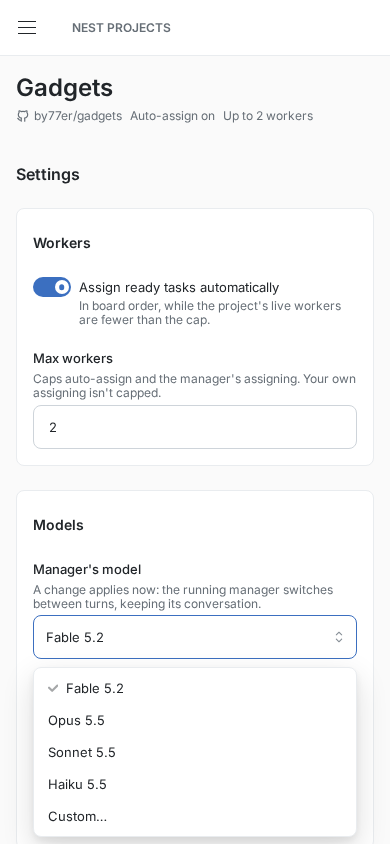 NEST PROJECTS
Gadgets
by77er/gadgets Auto-assign on Up to 2 workers
Settings
Workers
Assign ready tasks automatically
In board order, while the project's live workers
are fewer than the cap.
Max workers
Caps auto-assign and the manager's assigning. Your own
assigning isn't capped.
2
Models
Manager's model
A change applies now: the running manager switches
between turns, keeping its conversation.
Fable 5.2
Fable 5.2
Opus 5.5
Sonnet 5.5
Haiku 5.5
Custom...